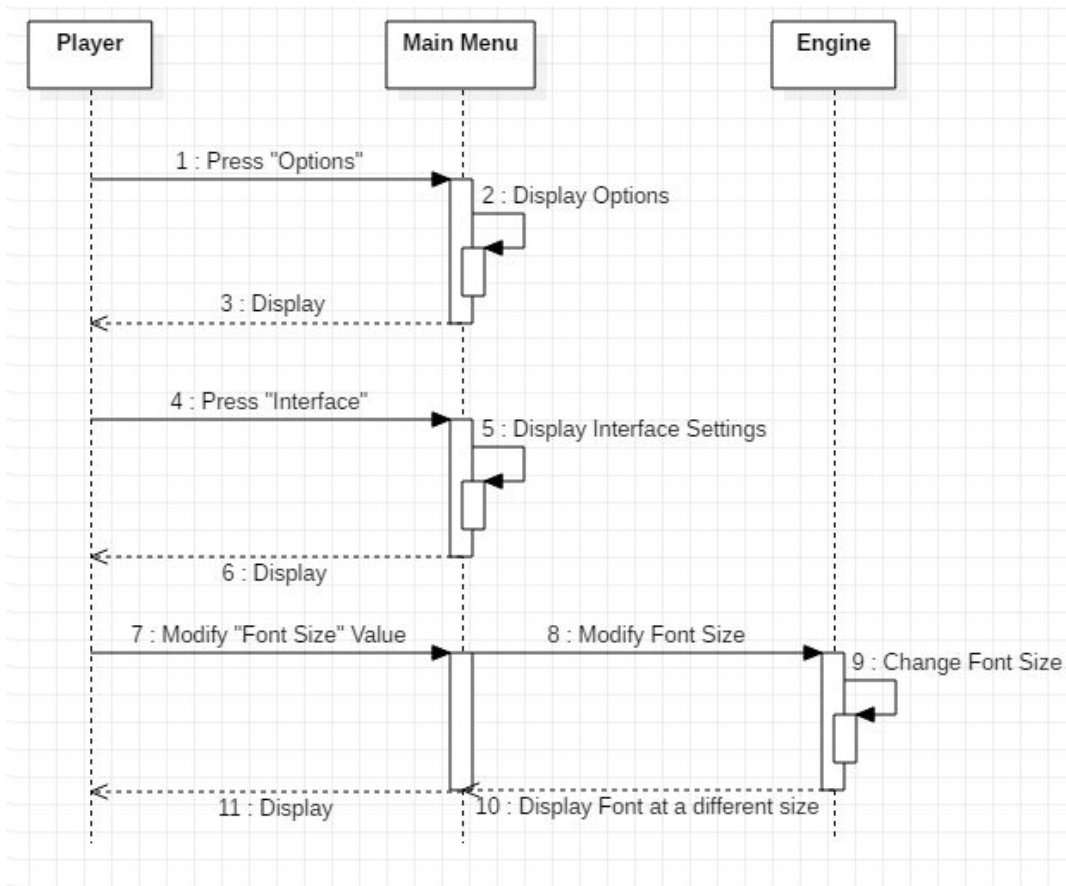 Player
Main Menu
Engine
1 : Press "Options"
2 : Display Options
3 : Display
4 : Press "Interface"
5 : Display Interface Settings
6 : Display
7 : Modify "Font Size" Value
8 : Modify Font Size
9 : Change Font Size
10 : Display Font at a different size
11 : Display